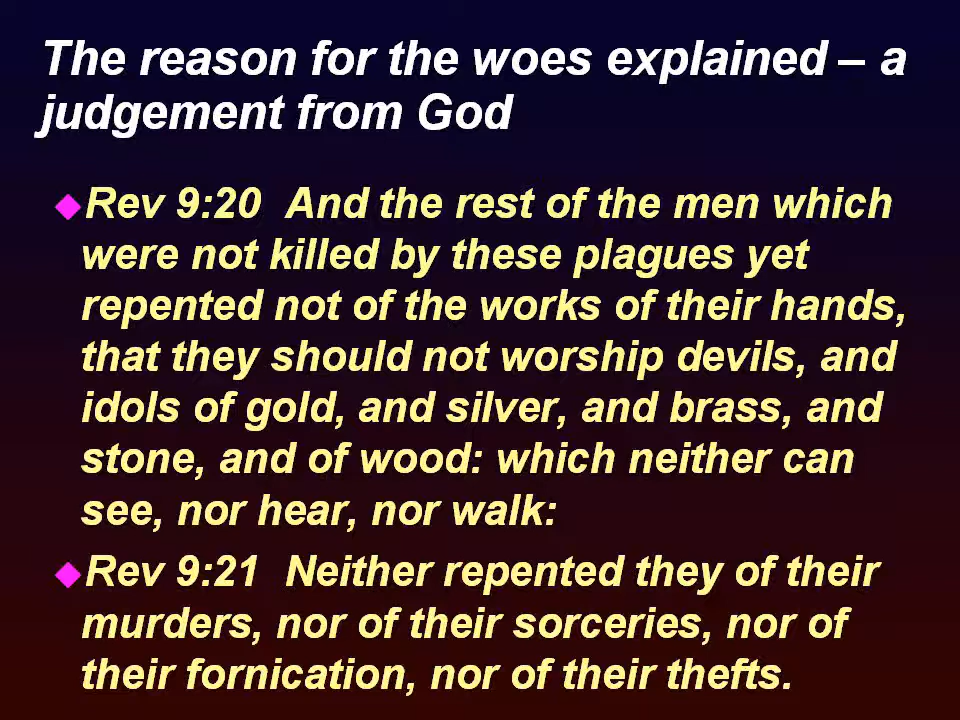 The reason for the woes explained – a
judgement from God
Rev 9:20 And the rest of the men which
were not killed by these plagues yet
repented not of the works of their hands,
that they should not worship devils, and
idols of gold, and silver, and brass, and
stone, and of wood: which neither can
see, nor hear, nor walk:
Rev 9:21 Neither repented they of their
murders, nor of their sorceries, nor of
their fornication, nor of their thefts.